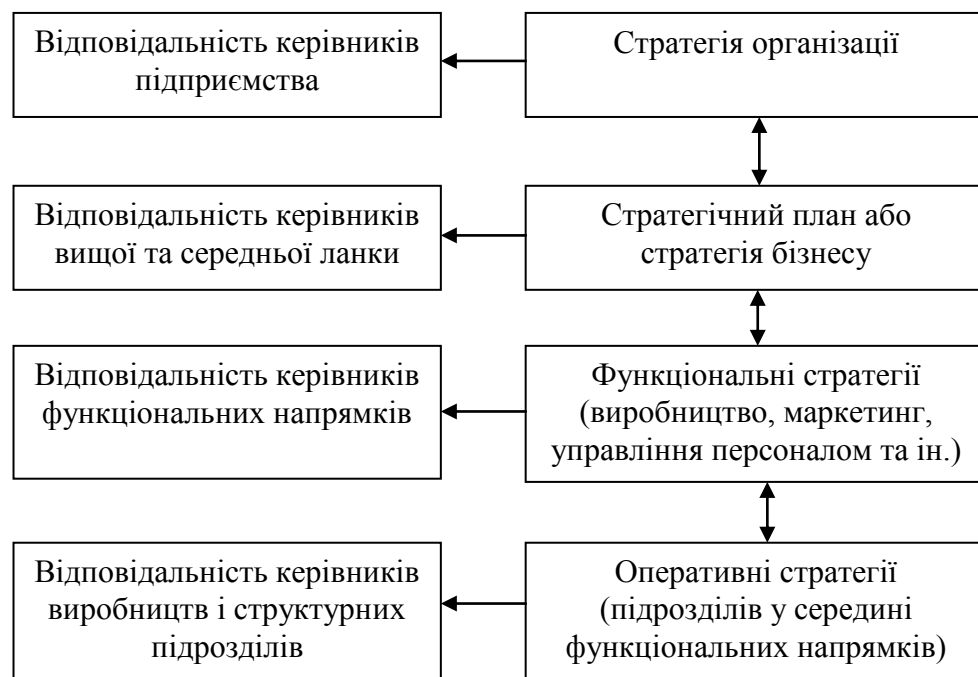 Відповідальність керівників
підприємства
Стратегія організації
Відповідальність керівників
вищої та середньої ланки
Стратегічний план або
стратегія бізнесу
Відповідальність керівників
функціональних напрямків
Функціональні стратегії
(виробництво, маркетинг,
управління персоналом та ін.)
Відповідальність керівників
виробництв і структурних
підрозділів
Оперативні стратегії
(підрозділів у середині
функціональних напрямків)